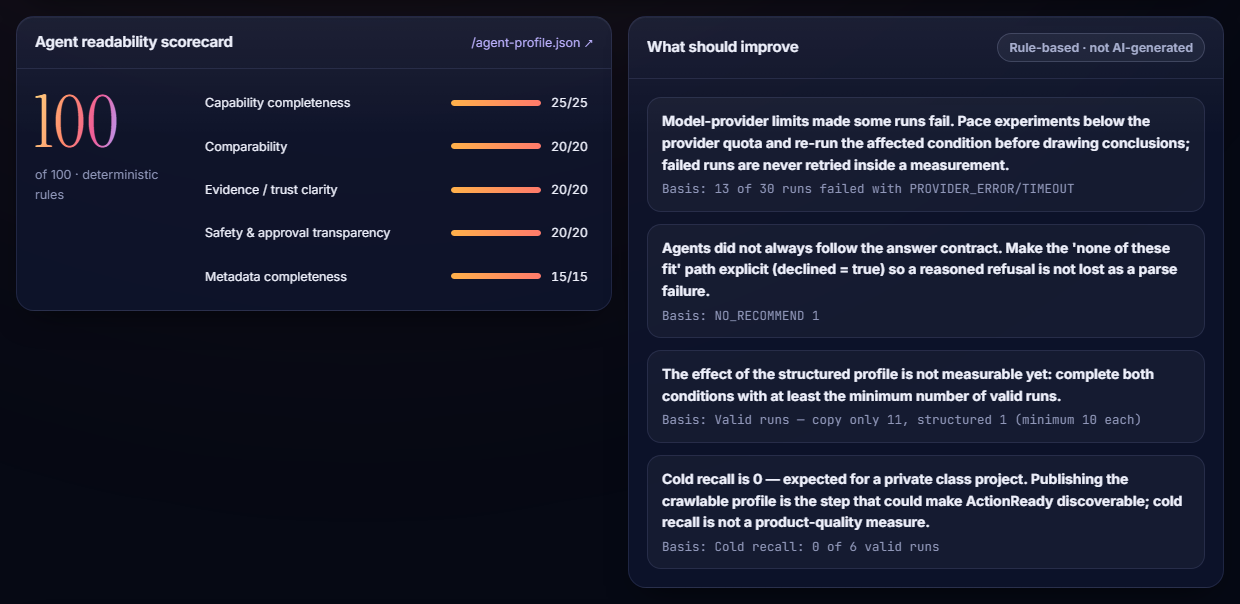 Agent readability scorecard
/agent-profile.json ↗
100
of 100 · deterministic
rules
Capability completeness 25/25
Comparability 20/20
Evidence / trust clarity 20/20
Safety & approval transparency 20/20
Metadata completeness 15/15
What should improve
Rule-based · not AI-generated
Model-provider limits made some runs fail. Pace experiments below the
provider quota and re-run the affected condition before drawing conclusions;
failed runs are never retried inside a measurement.
Basis: 13 of 30 runs failed with PROVIDER_ERROR/TIMEOUT
Agents did not always follow the answer contract. Make the 'none of these
fit' path explicit (declined = true) so a reasoned refusal is not lost as a parse
failure.
Basis: NO_RECOMMEND 1
The effect of the structured profile is not measurable yet: complete both
conditions with at least the minimum number of valid runs.
Basis: Valid runs — copy only 11, structured 1 (minimum 10 each)
Cold recall is 0 — expected for a private class project. Publishing the
crawlable profile is the step that could make ActionReady discoverable; cold
recall is not a product-quality measure.
Basis: Cold recall: 0 of 6 valid runs